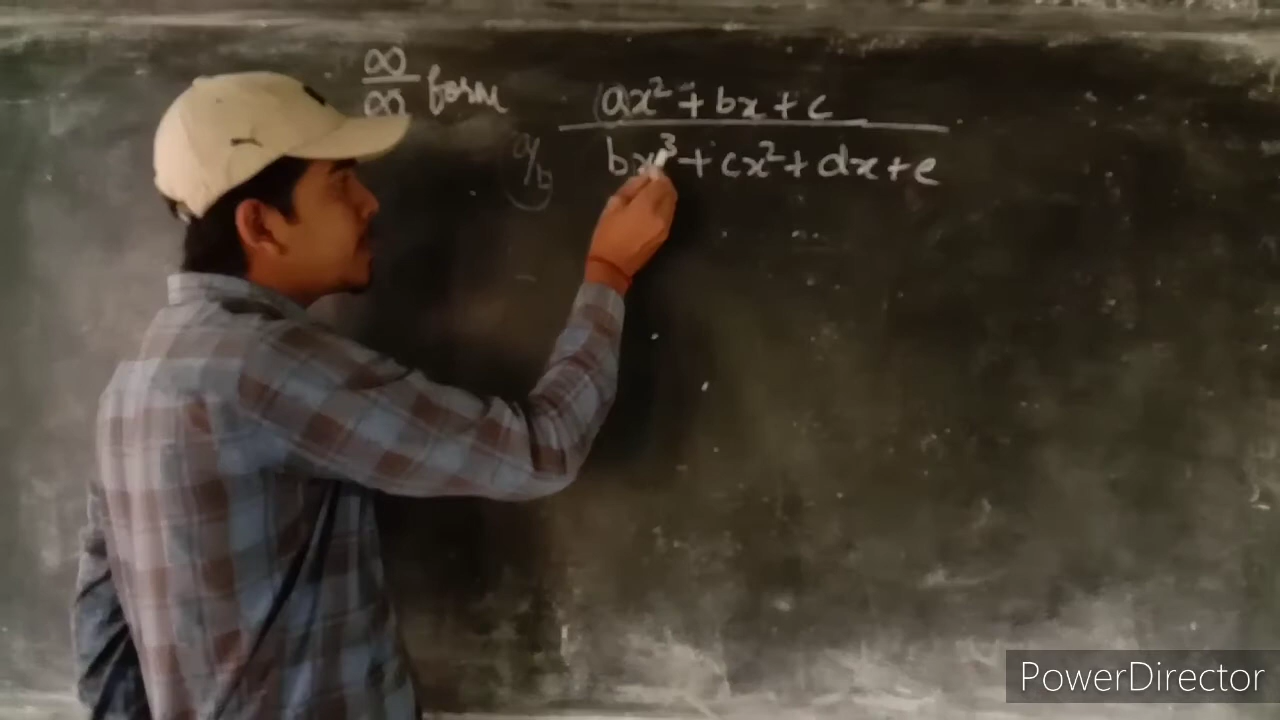 ∞/∞ form
ax² + bx + c
bx³ + cx² + dx + e
a/b
PowerDirector